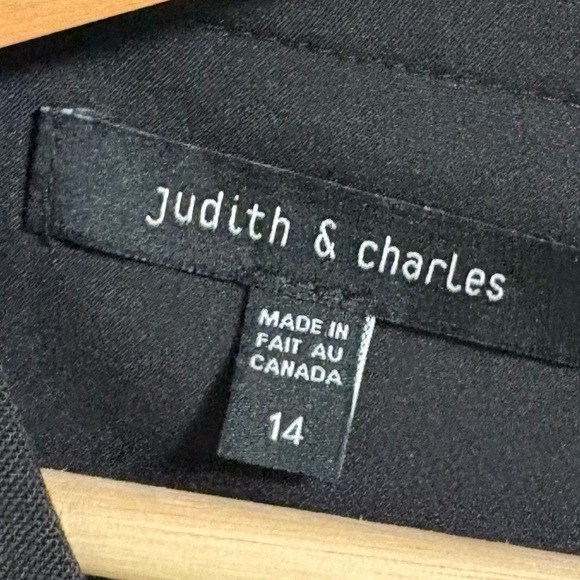 judith & charles
MADE IN
FAIT AU
CANADA
14